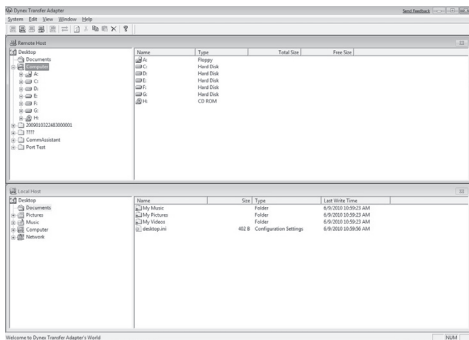 Dynex Transfer Adapter
Send feedback
System Edit View Window Help
Remote Host
Desktop
Documents
Computer
A:
C:
D:
E:
F:
G:
H:
200901032248300001
????
CommAssistant
Port Test
Name Type Total Size Free Size
A: Floppy
C: Hard Disk
D: Hard Disk
E: Hard Disk
F: Hard Disk
G: Hard Disk
H: CD ROM
Local Host
Desktop
Documents
Pictures
Music
Computer
Network
Name Size Type Last Write Time
My Music Folder 6/9/2010 10:59:23 AM
My Pictures Folder 6/9/2010 10:59:23 AM
My Videos Folder 6/9/2010 10:59:23 AM
desktop.ini 402 B Configuration Settings 6/9/2010 10:59:56 AM
Welcome to Dynex Transfer Adapter's World
NUM